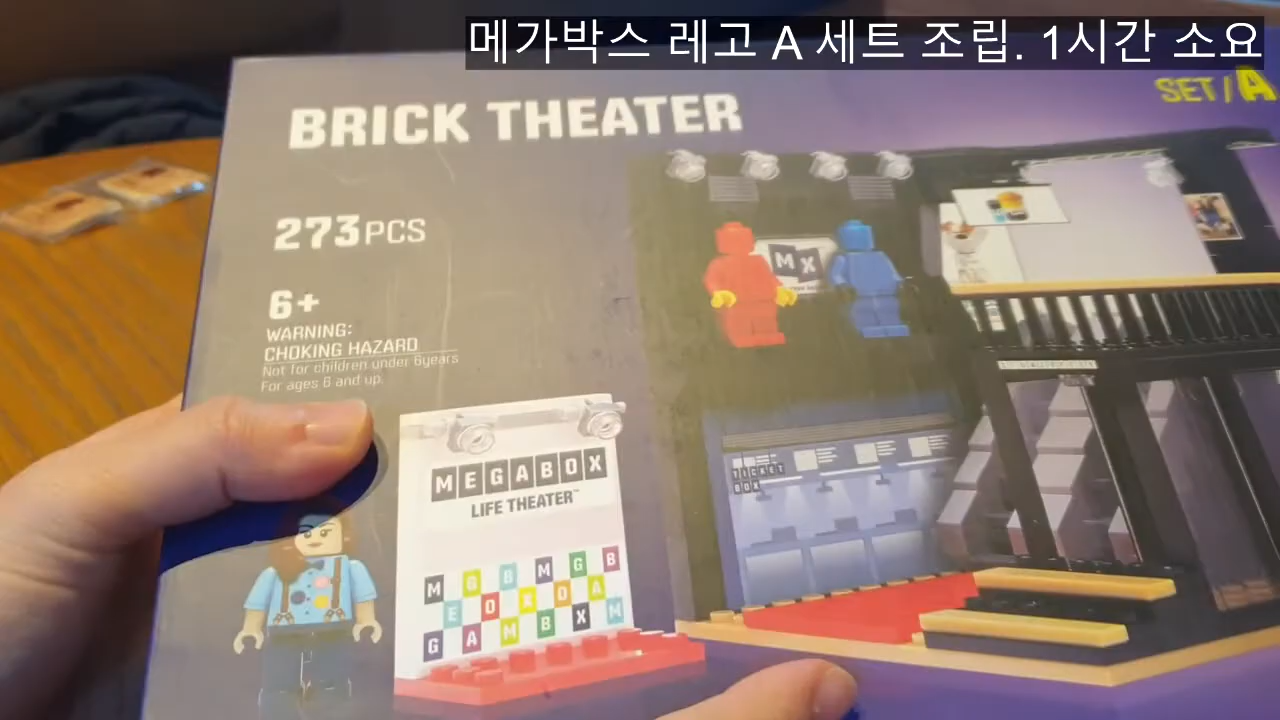 메가박스 레고 A 세트 조립. 1시간 소요
SET/A
BRICK THEATER
273PCS
6+
WARNING:
CHOKING HAZARD
Not for children under 6years
For ages 6 and up.
MX
TICKET
BOX
MEGABOX
LIFE THEATER™
M G B M G B
E O X O A
G A M B X M